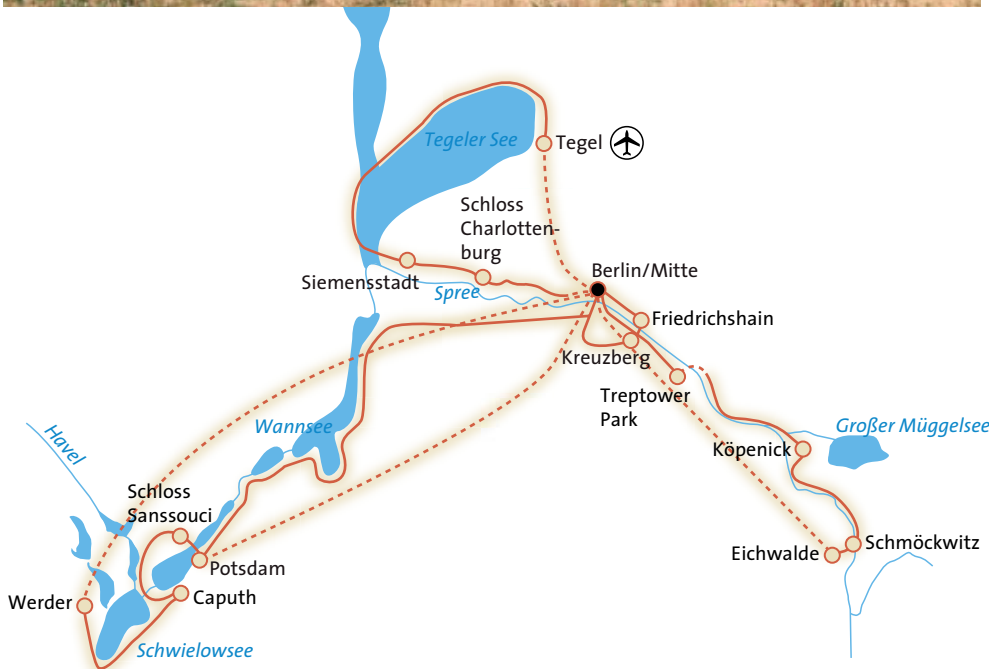 Tegeler See
Tegel
Schloss
Charlotten-
burg
Siemensstadt
Spree
Berlin/Mitte
Friedrichshain
Kreuzberg
Treptower
Park
Wannsee
Großer Müggelsee
Köpenick
Havel
Schloss
Sanssouci
Potsdam
Eichwalde
Schmöckwitz
Werder
Caputh
Schwielowsee